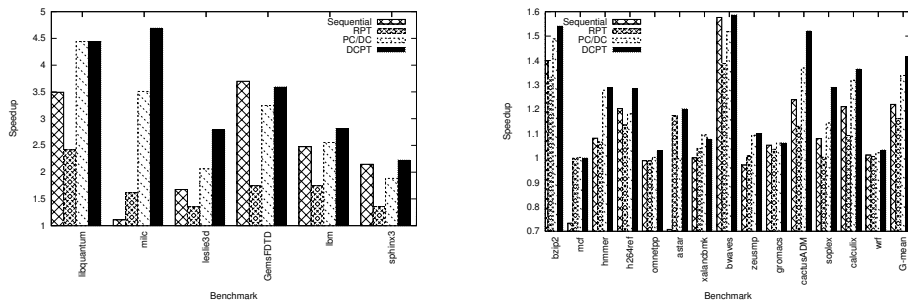 5
4.5
4
3.5
3
2.5
2
1.5
1
Speedup
Sequential
RPT
PC/DC
DCPT
libquantum
milc
leslie3d
GemsFDTD
lbm
sphinx3
Benchmark
1.6
1.5
1.4
1.3
1.2
1.1
1
0.9
0.8
0.7
Speedup
Sequential
RPT
PC/DC
DCPT
bzip2
mcf
hmmer
h264ref
omnetpp
astar
xalancbmk
bwaves
zeusmp
gromacs
cactusADM
soplex
calculix
wrf
G-mean
Benchmark